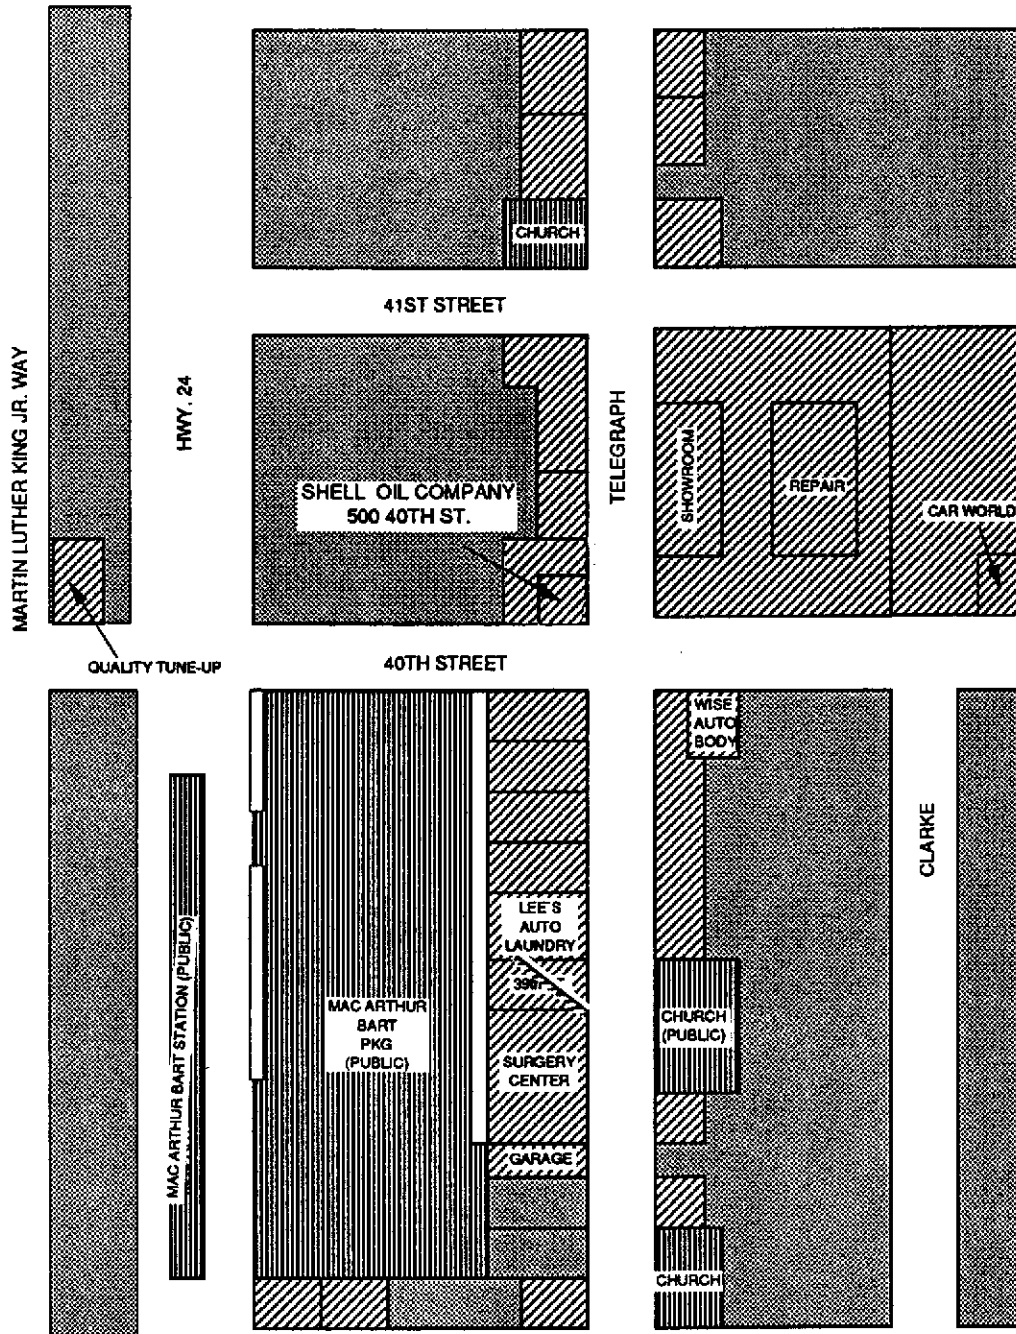 CHURCH
41ST STREET
MARTIN LUTHER KING JR. WAY
HWY. 24
TELEGRAPH
SHELL OIL COMPANY
500 40TH ST.
SHOWROOM
REPAIR
CAR WORLD
QUALITY TUNE-UP
40TH STREET
WISE
AUTO
BODY
CLARKE
MAC ARTHUR BART STATION (PUBLIC)
MAC ARTHUR
BART
PKG
(PUBLIC)
LEE'S
AUTO
LAUNDRY
SURGERY
CENTER
GARAGE
CHURCH
(PUBLIC)
CHURCH